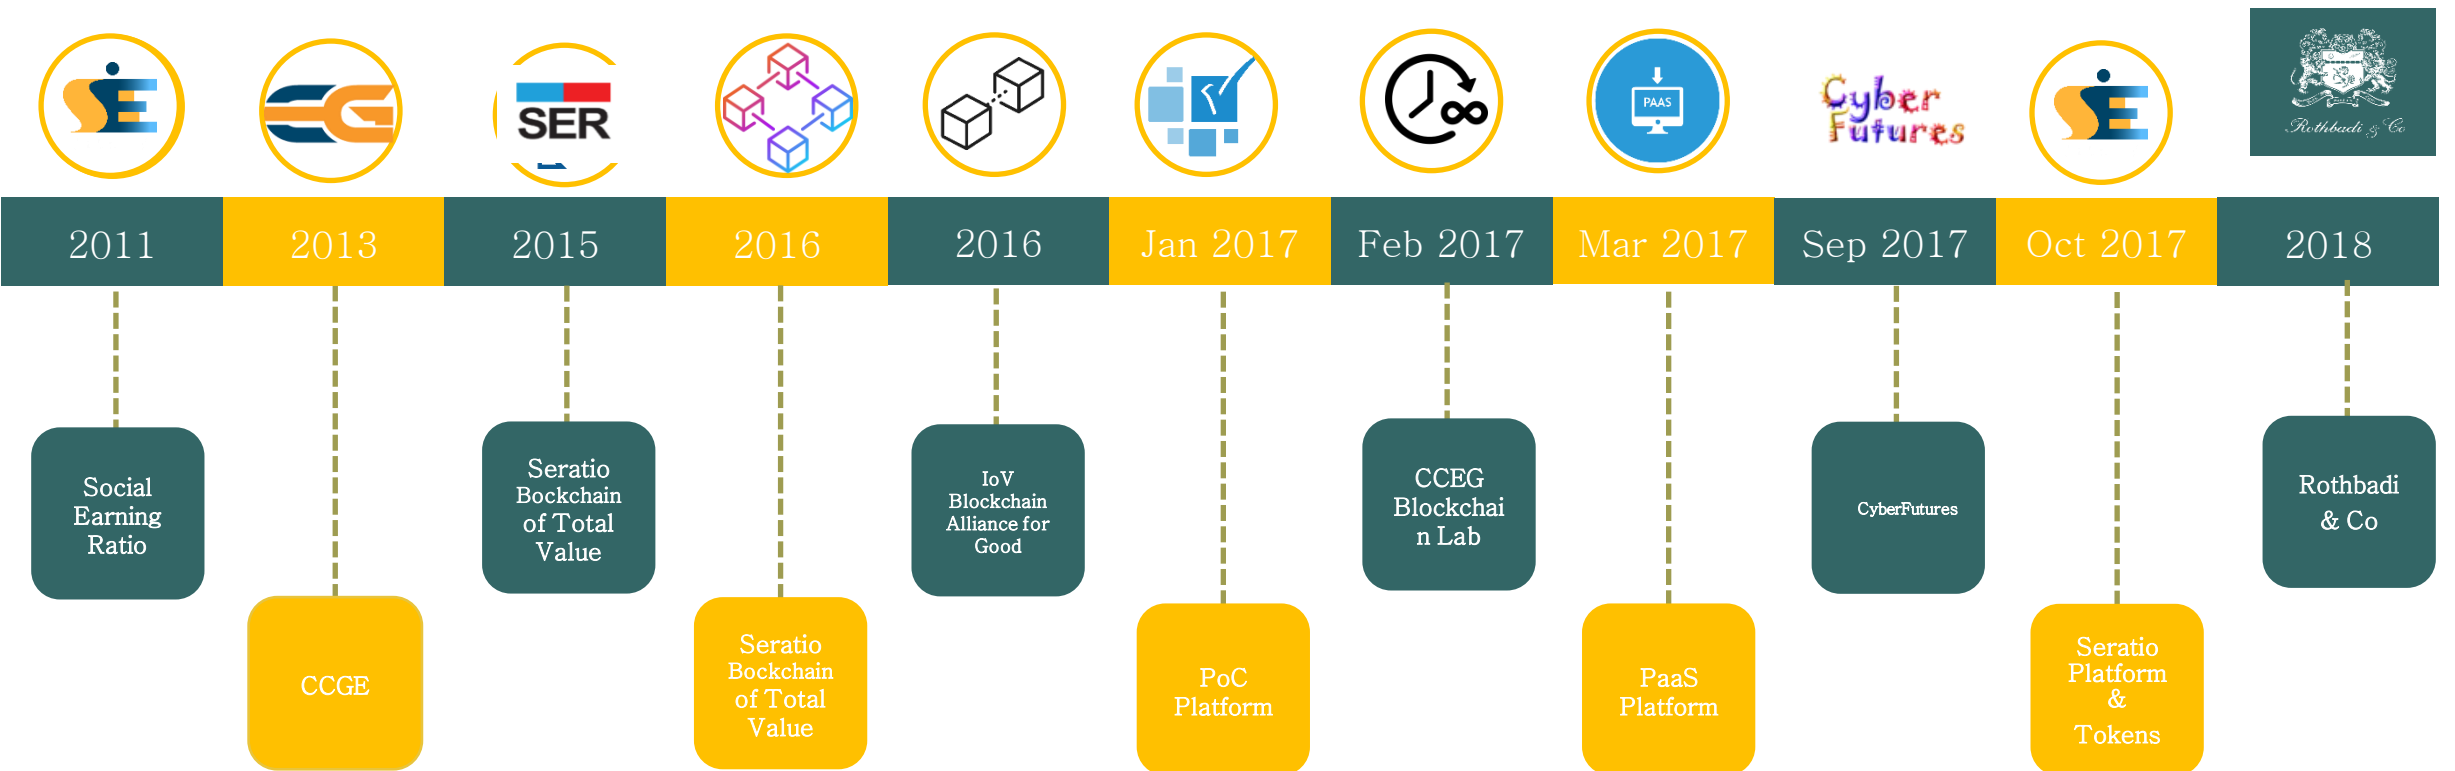 SE
SER
PAAS
Cyber
Futures
SE
Rothbadi & Co
2011
2013
2015
2016
2016
Jan 2017
Feb 2017
Mar 2017
Sep 2017
Oct 2017
2018
Social
Earning
Ratio
CCGE
Seratio
Bockchain
of Total
Value
Seratio
Bockchain
of Total
Value
IoV
Blockchain
Alliance for
Good
PoC
Platform
CCEG
Blockchai
n Lab
PaaS
Platform
CyberFutures
Seratio
Platform
&
Tokens
Rothbadi
& Co